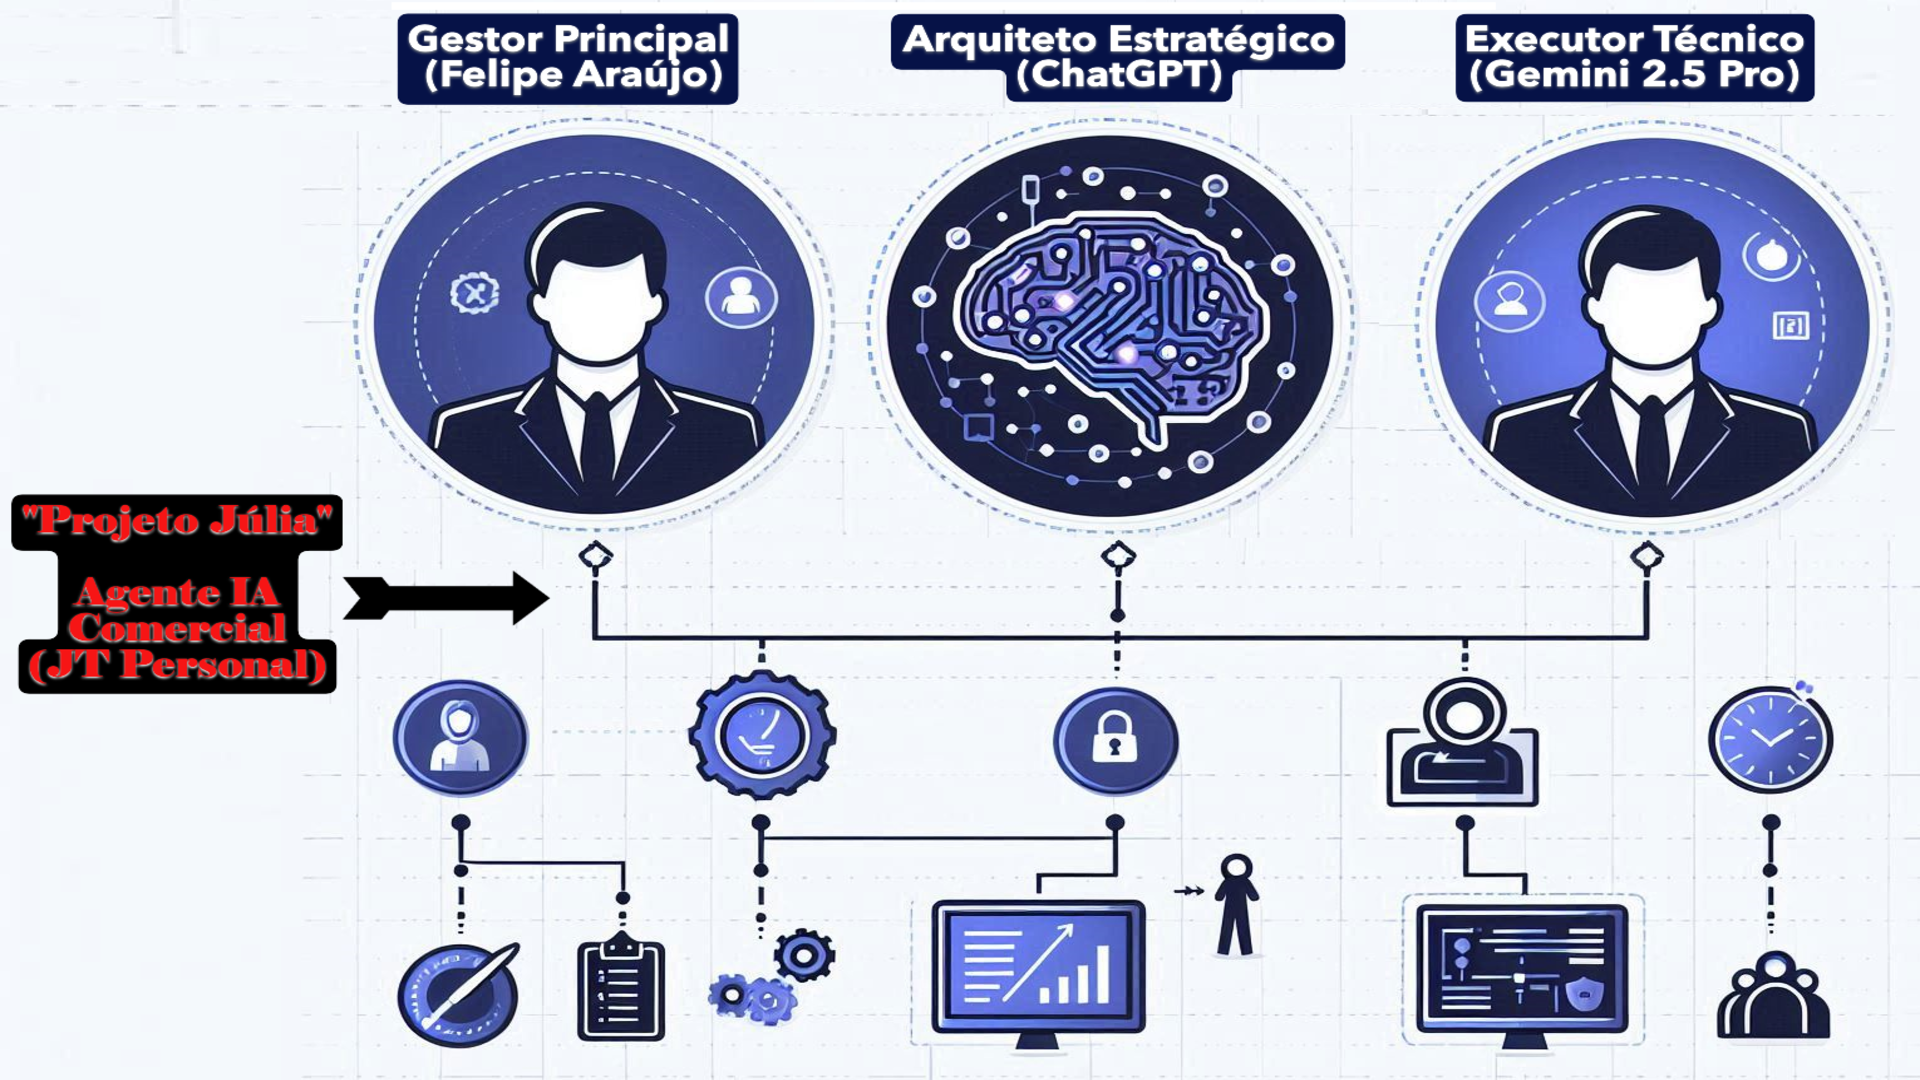 Gestor Principal
(Felipe Araújo)
Arquiteto Estratégico
(ChatGPT)
Executor Técnico
(Gemini 2.5 Pro)
"Projeto Júlia"
Agente IA
Comercial
(JT Personal)